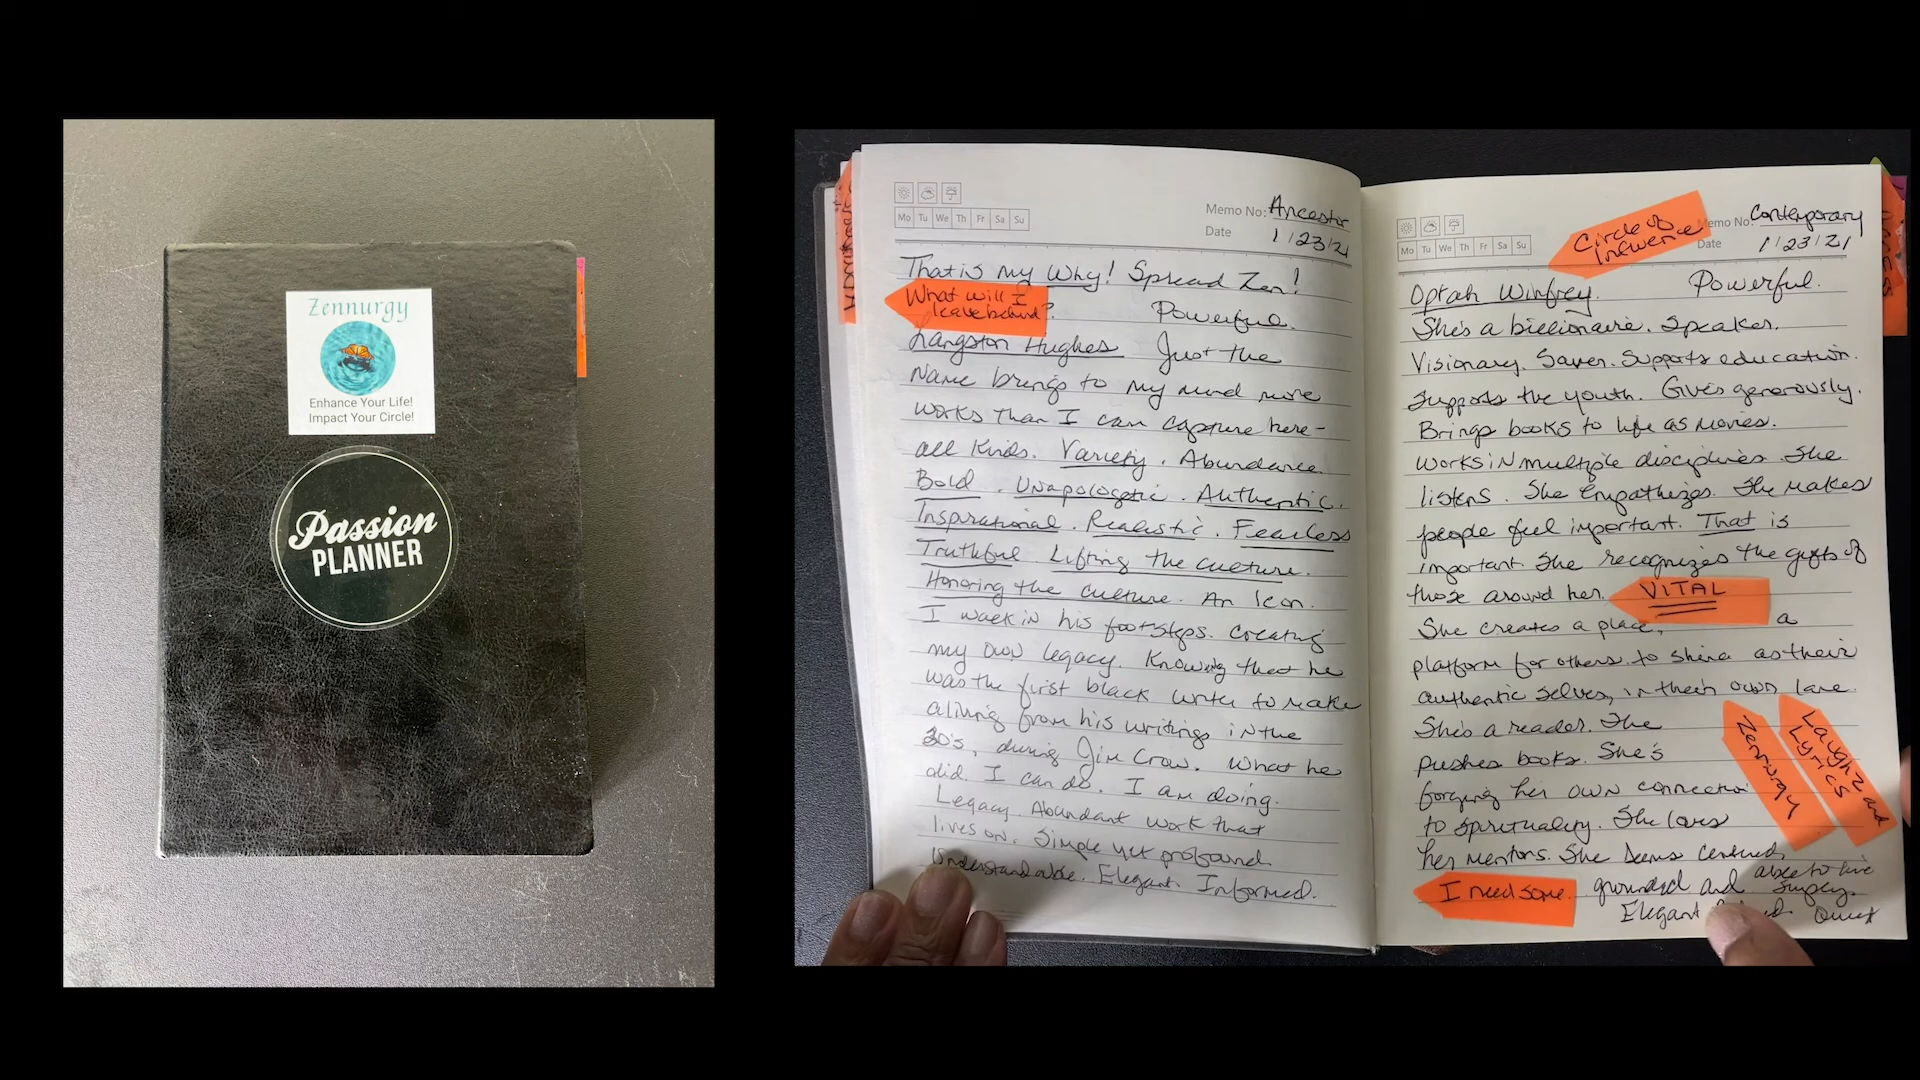 Zennurgy
Enhance Your Life!
Impact Your Circle!
Passion
PLANNER
Mo Tu We Th Fr Sa Su
Memo No: Ancestor
Date 1/23/21
That is my Why! Spread Zen!
What will I
leave behind?
Powerful.
Langston Hughes Just the
Name brings to my mind more
works than I can capture here -
all kinds. Variety. Abundance.
Bold. Unapologetic. Authentic.
Inspirational. Realistic. Fearless
Truthful. Lifting the culture.
Honoring the culture. An Icon.
I walk in his footsteps. Creating
my own legacy. Knowing that he
was the first black writer to make
a living from his writings in the
30's, during Jim Crow. What he
did. I can do. I am doing.
Legacy. Abundant work that
lives on. Simple yet profound.
Understandable. Elegant. Informed.
Mo Tu We Th Fr Sa Su
Circle of
Influence
Memo No: Contemporary
Date 1/23/21
Oprah Winfrey. Powerful.
She's a billionaire. Speaker.
Visionary. Saver. Supports education.
Supports the youth. Gives generously.
Brings books to life as movies.
Works in multiple disciplines. She
listens. She Empathizes. She makes
people feel important. That is
important. She recognizes the gifts of
those around her. VITAL
She creates a place, a
platform for others to shine as their
authentic selves, in their own lane.
She's a reader. She
pushes books. She's
forging her own connection
to spirituality. She loves
her mentors. She seems centered,
Zennurgy
Laughz and
Lyrics
I need some. grounded and able to live
simply.
Elegant Quiet